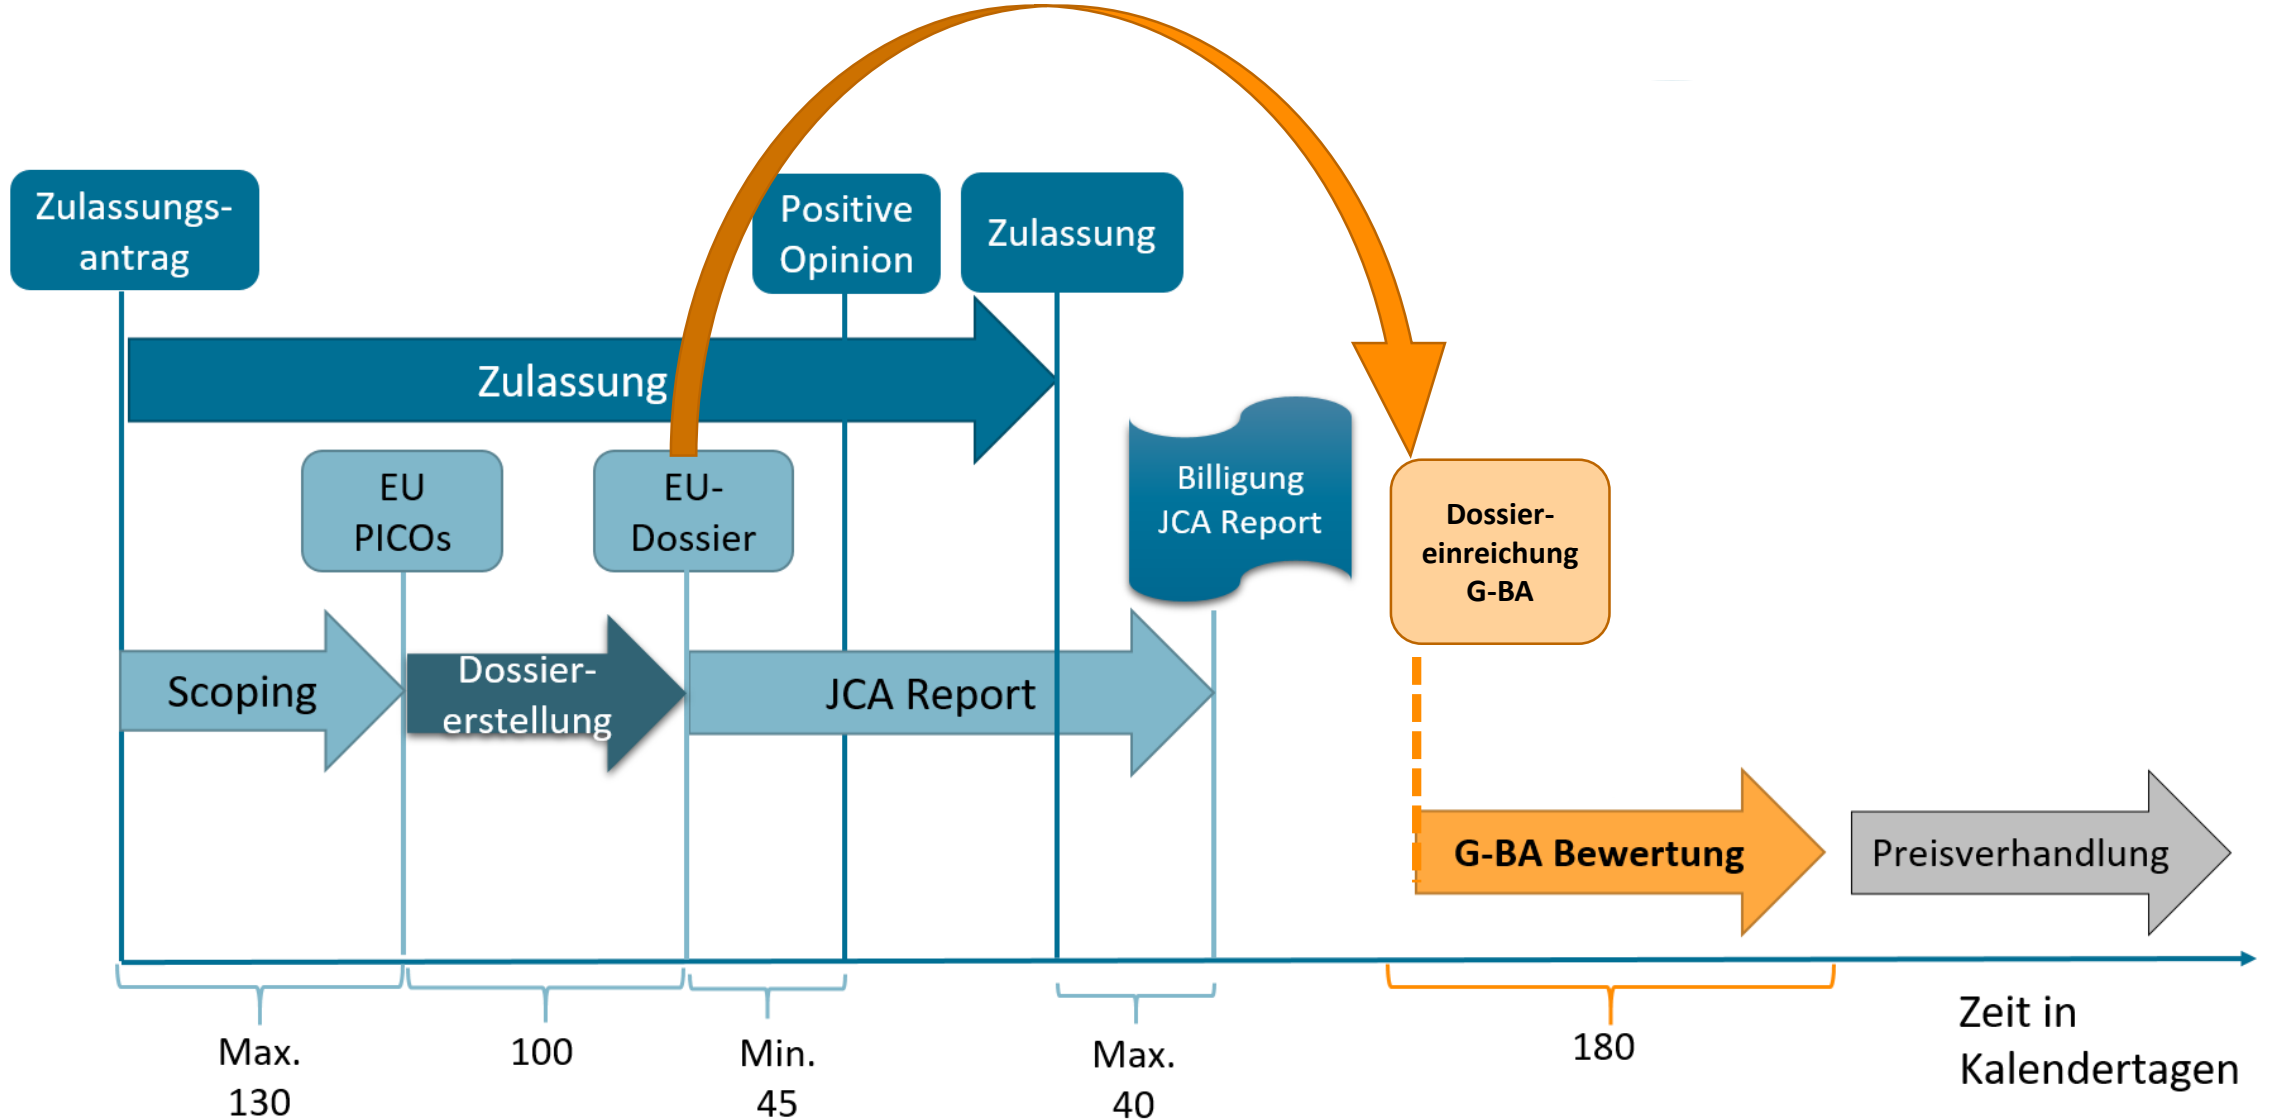 Zulassungs-
antrag
Positive
Opinion
Zulassung
Zulassung
EU
PICOs
EU-
Dossier
Billigung
JCA Report
Dossier-
einreichung
G-BA
Scoping
Dossier-
erstellung
JCA Report
G-BA Bewertung
Preisverhandlung
Max.
130
100
Min.
45
Max.
40
180
Zeit in
Kalendertagen